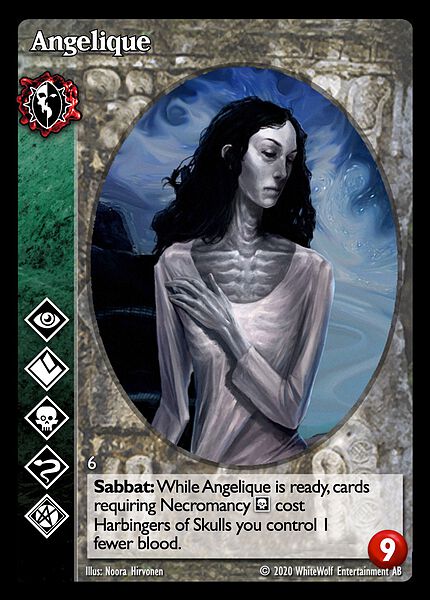 Angelique
6
Sabbat: While Angelique is ready, cards
requiring Necromancy cost
Harbingers of Skulls you control 1
fewer blood.
9
Illus: Noora Hirvonen
© 2020 WhiteWolf Entertainment AB